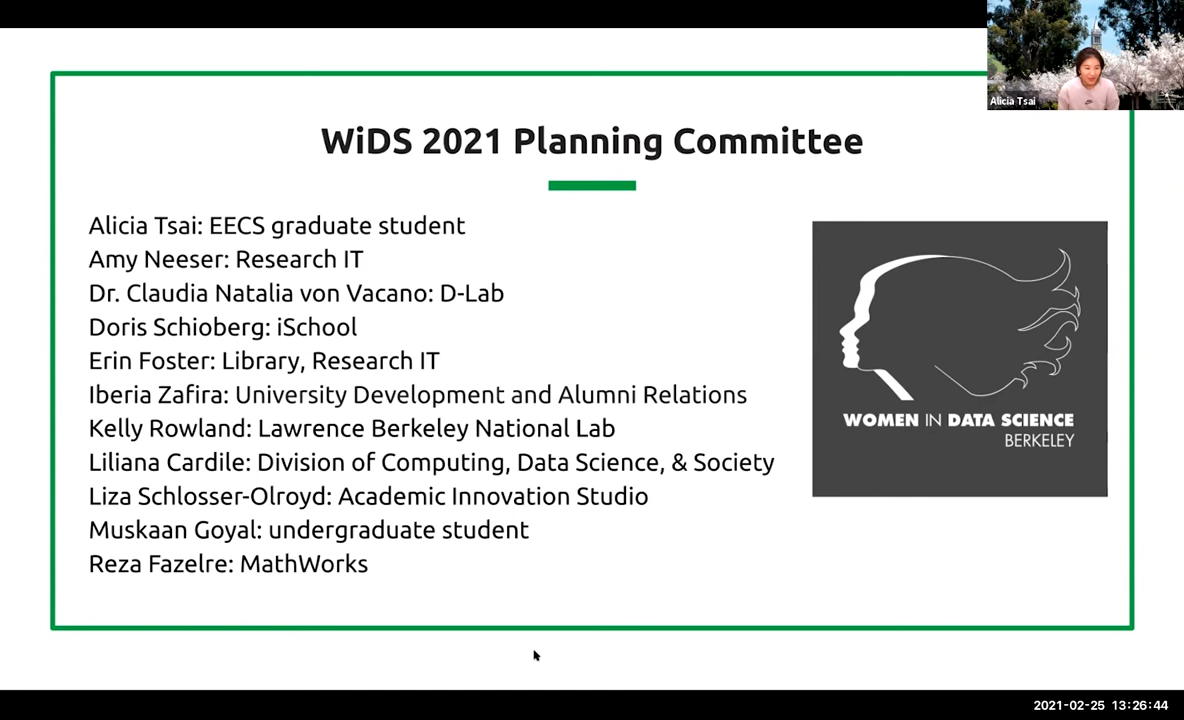 Alicia Tsai
WiDS 2021 Planning Committee
Alicia Tsai: EECS graduate student
Amy Neeser: Research IT
Dr. Claudia Natalia von Vacano: D-Lab
Doris Schioberg: iSchool
Erin Foster: Library, Research IT
Iberia Zafira: University Development and Alumni Relations
Kelly Rowland: Lawrence Berkeley National Lab
Liliana Cardile: Division of Computing, Data Science, & Society
Liza Schlosser-Olroyd: Academic Innovation Studio
Muskaan Goyal: undergraduate student
Reza Fazelre: MathWorks
WOMEN IN DATA SCIENCE
BERKELEY
2021-02-25 13:26:44